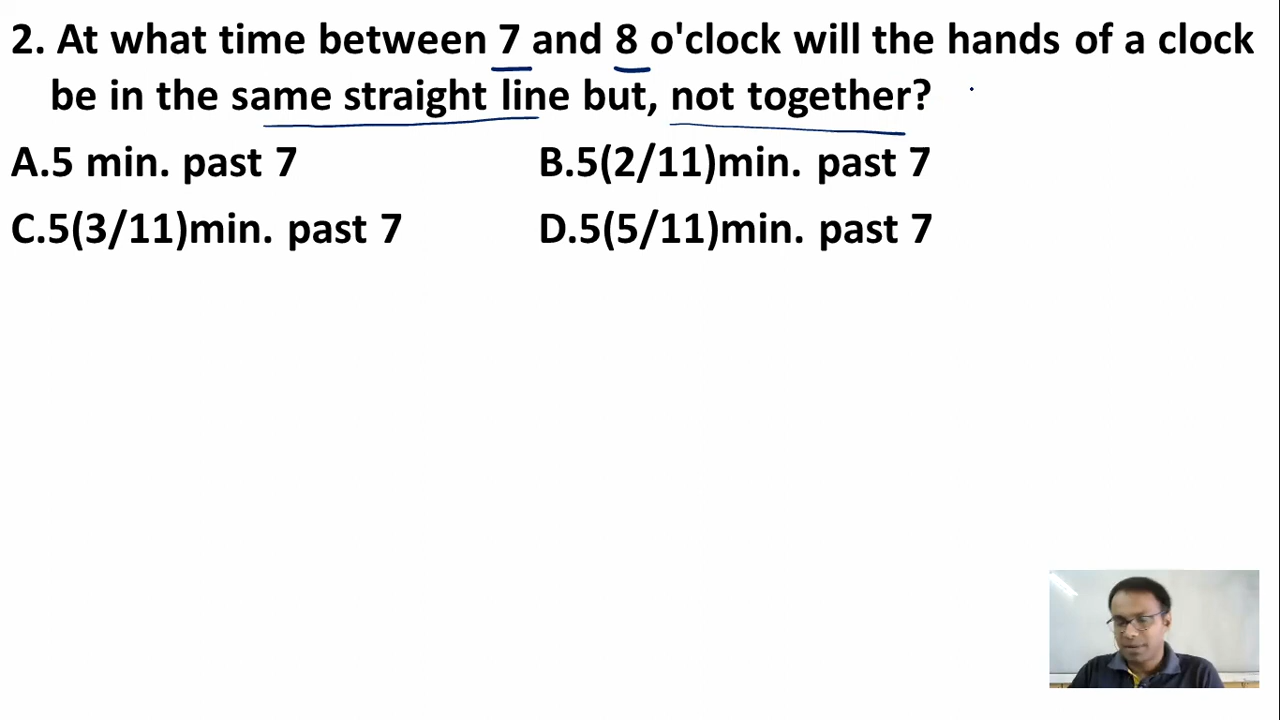 2. At what time between 7 and 8 o'clock will the hands of a clock
be in the same straight line but, not together?
A.5 min. past 7 B.5(2/11)min. past 7
C.5(3/11)min. past 7 D.5(5/11)min. past 7